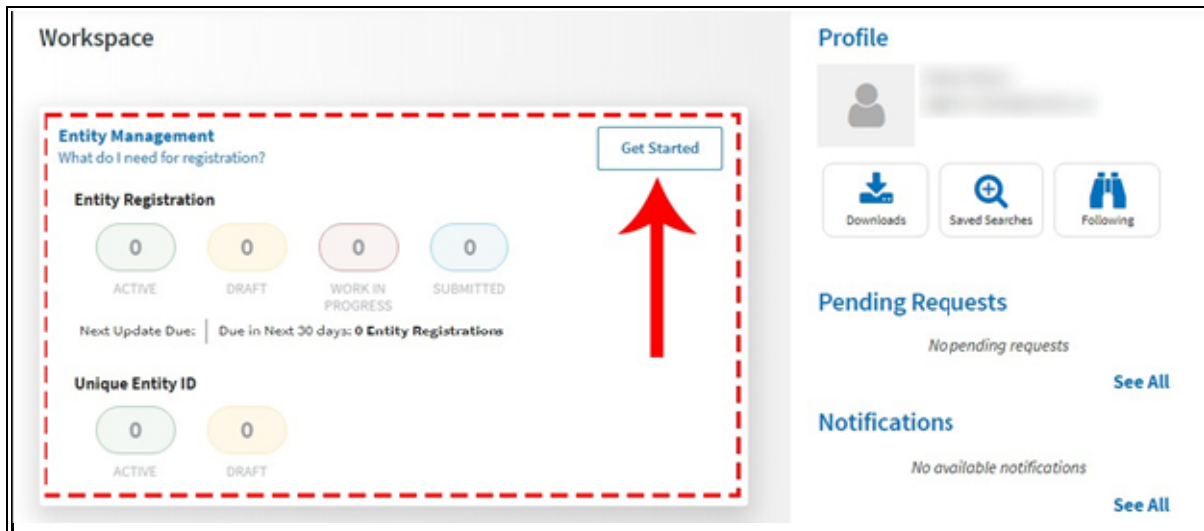 Workspace
Entity Management
What do I need for registration?
Get Started
Entity Registration
0 0 0 0
ACTIVE DRAFT WORK IN PROGRESS SUBMITTED
Next Update Due: Due in Next 30 days: 0 Entity Registrations
Unique Entity ID
0 0
ACTIVE DRAFT
Profile
Downloads Saved Searches Following
Pending Requests
No pending requests
See All
Notifications
No available notifications
See All